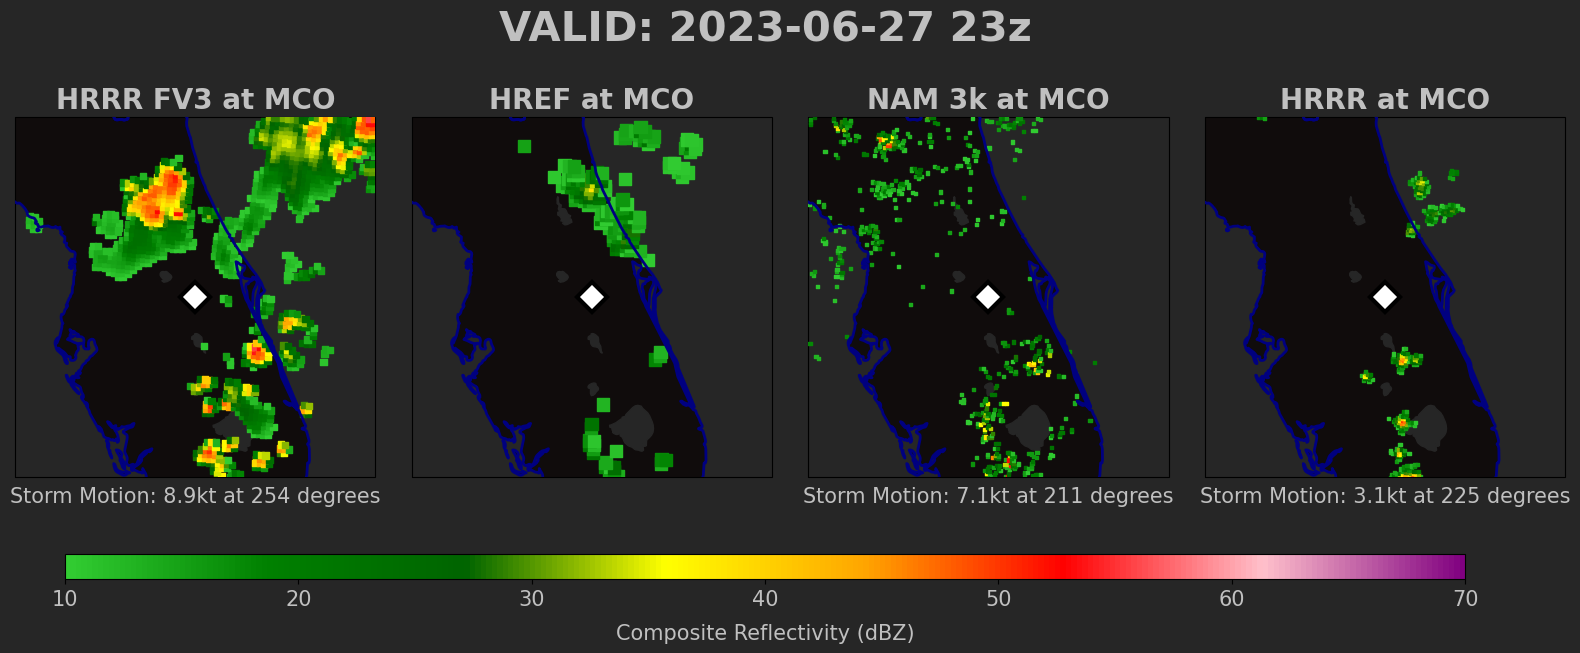 VALID: 2023-06-27 23z
HRRR FV3 at MCO
HREF at MCO
NAM 3k at MCO
HRRR at MCO
Storm Motion: 8.9kt at 254 degrees
Storm Motion: 7.1kt at 211 degrees
Storm Motion: 3.1kt at 225 degrees
10 20 30 40 50 60 70
Composite Reflectivity (dBZ)